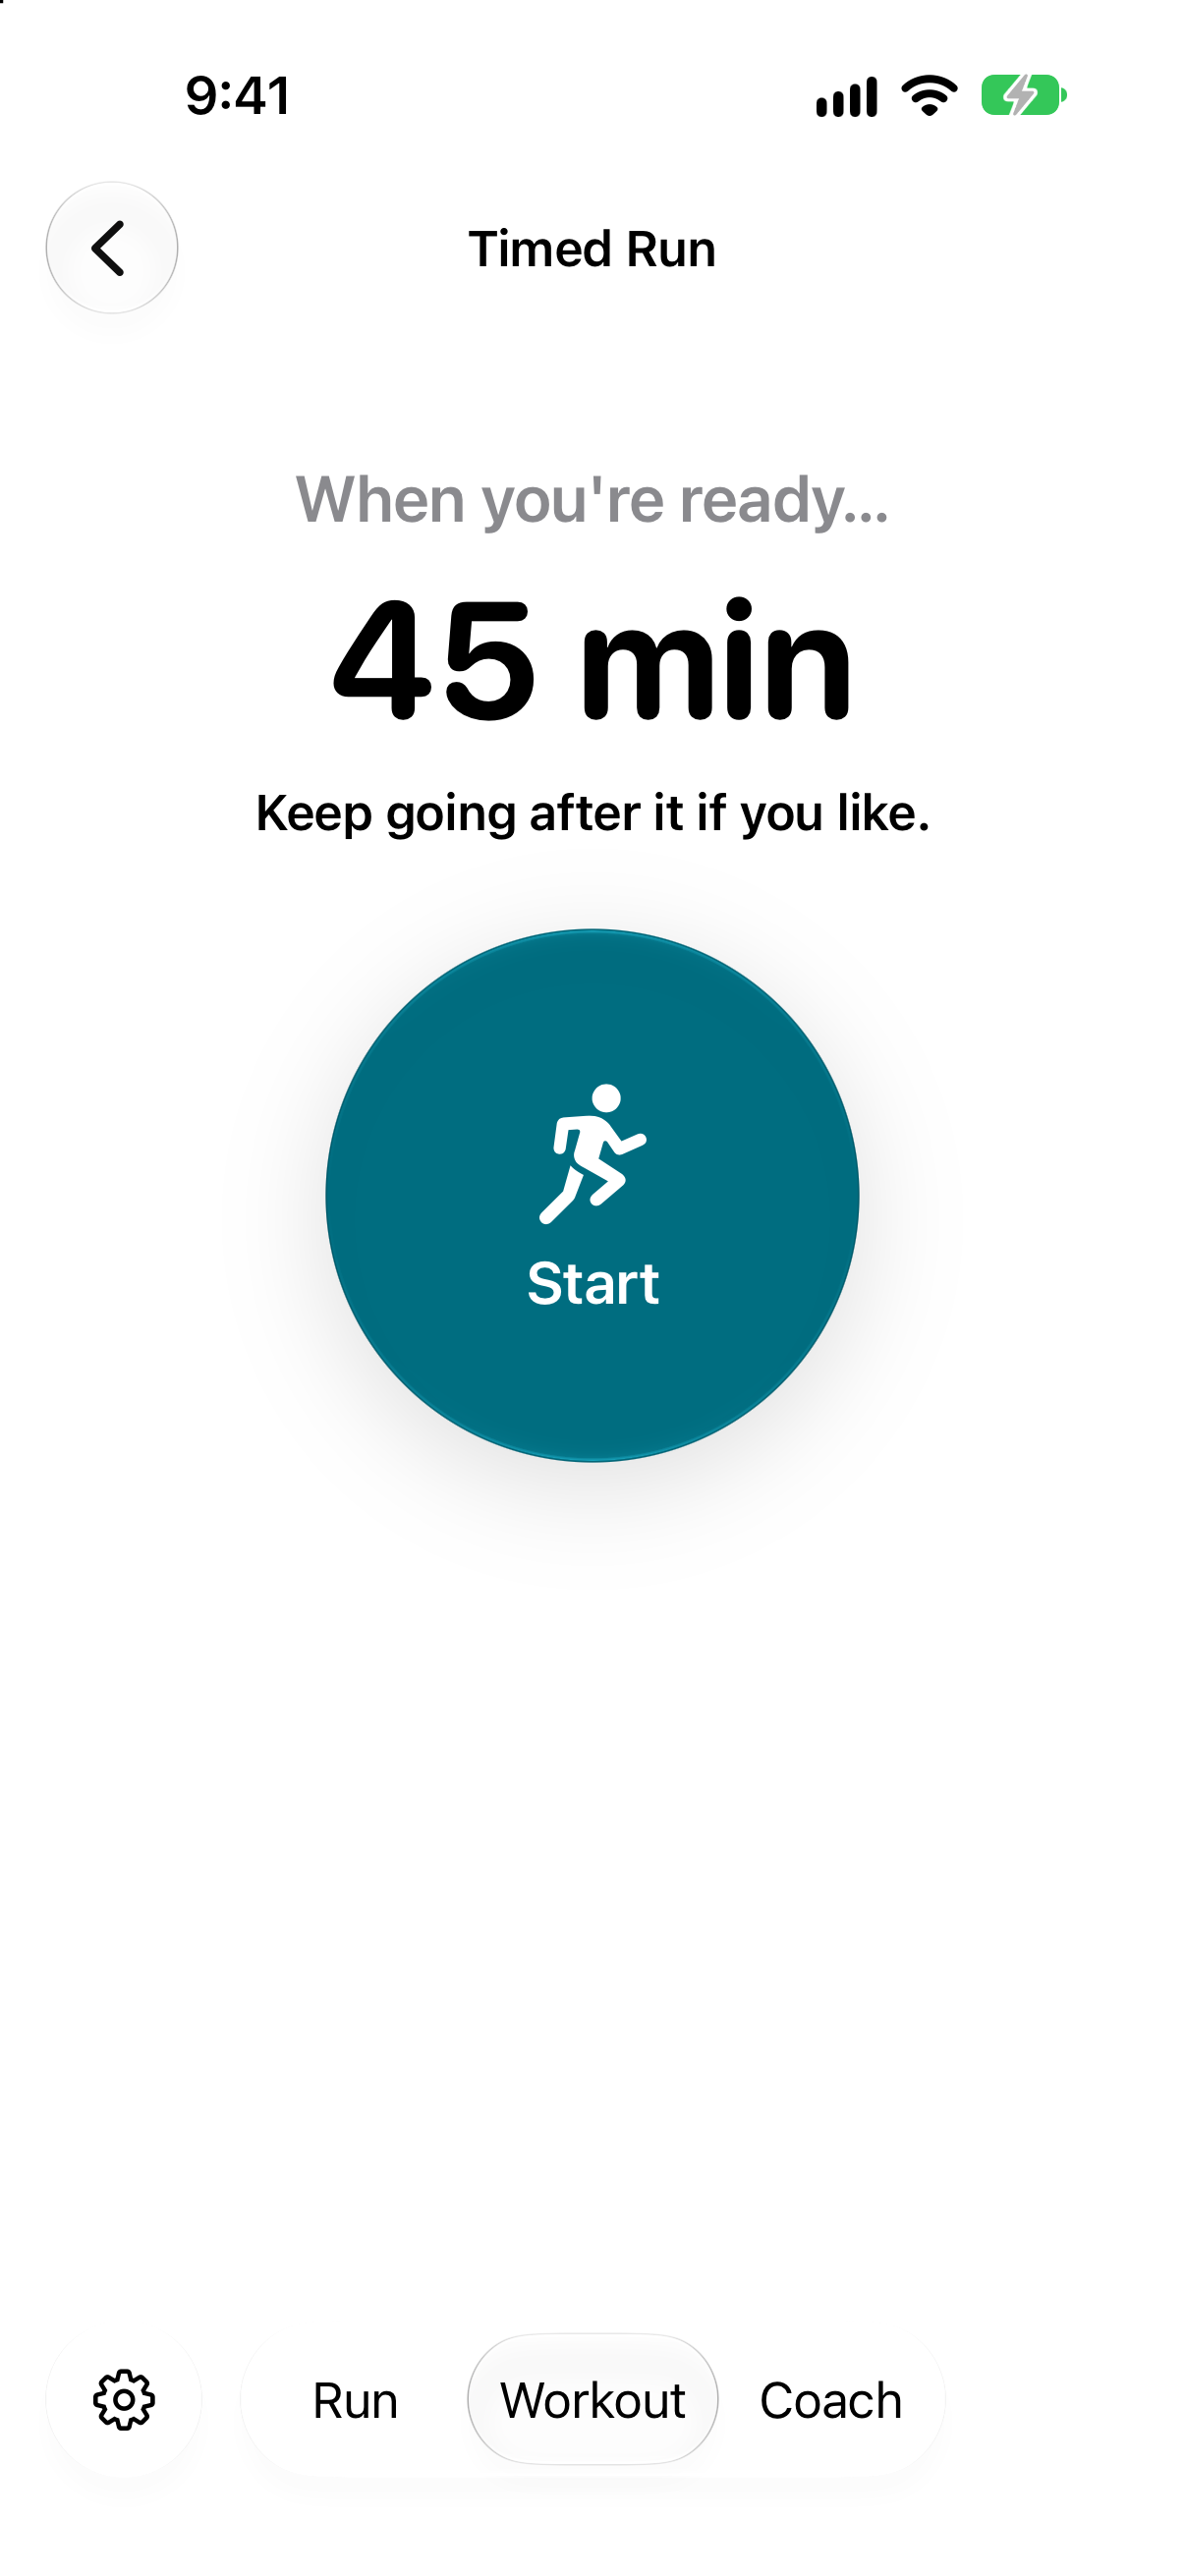 9:41
Timed Run
When you're ready...
45 min
Keep going after it if you like.
Start
Run
Workout
Coach